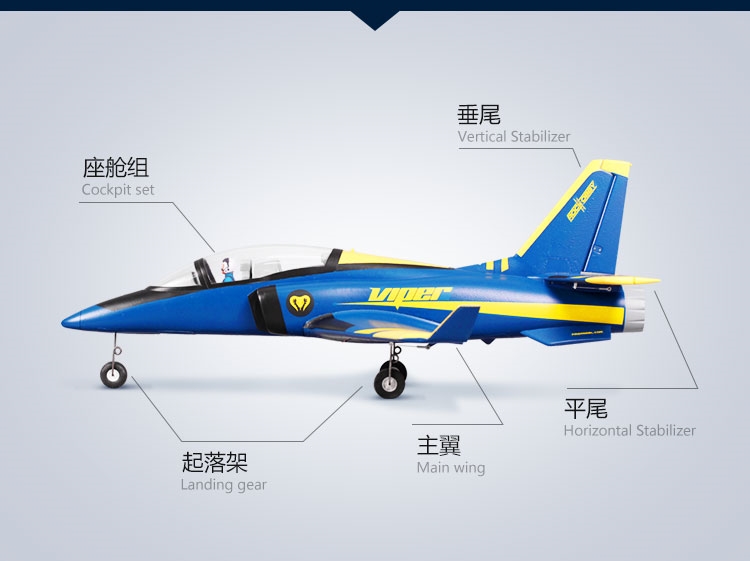 垂尾
Vertical Stabilizer
座舱组
Cockpit set
VIPER
平尾
Horizontal Stabilizer
主翼
Main wing
起落架
Landing gear